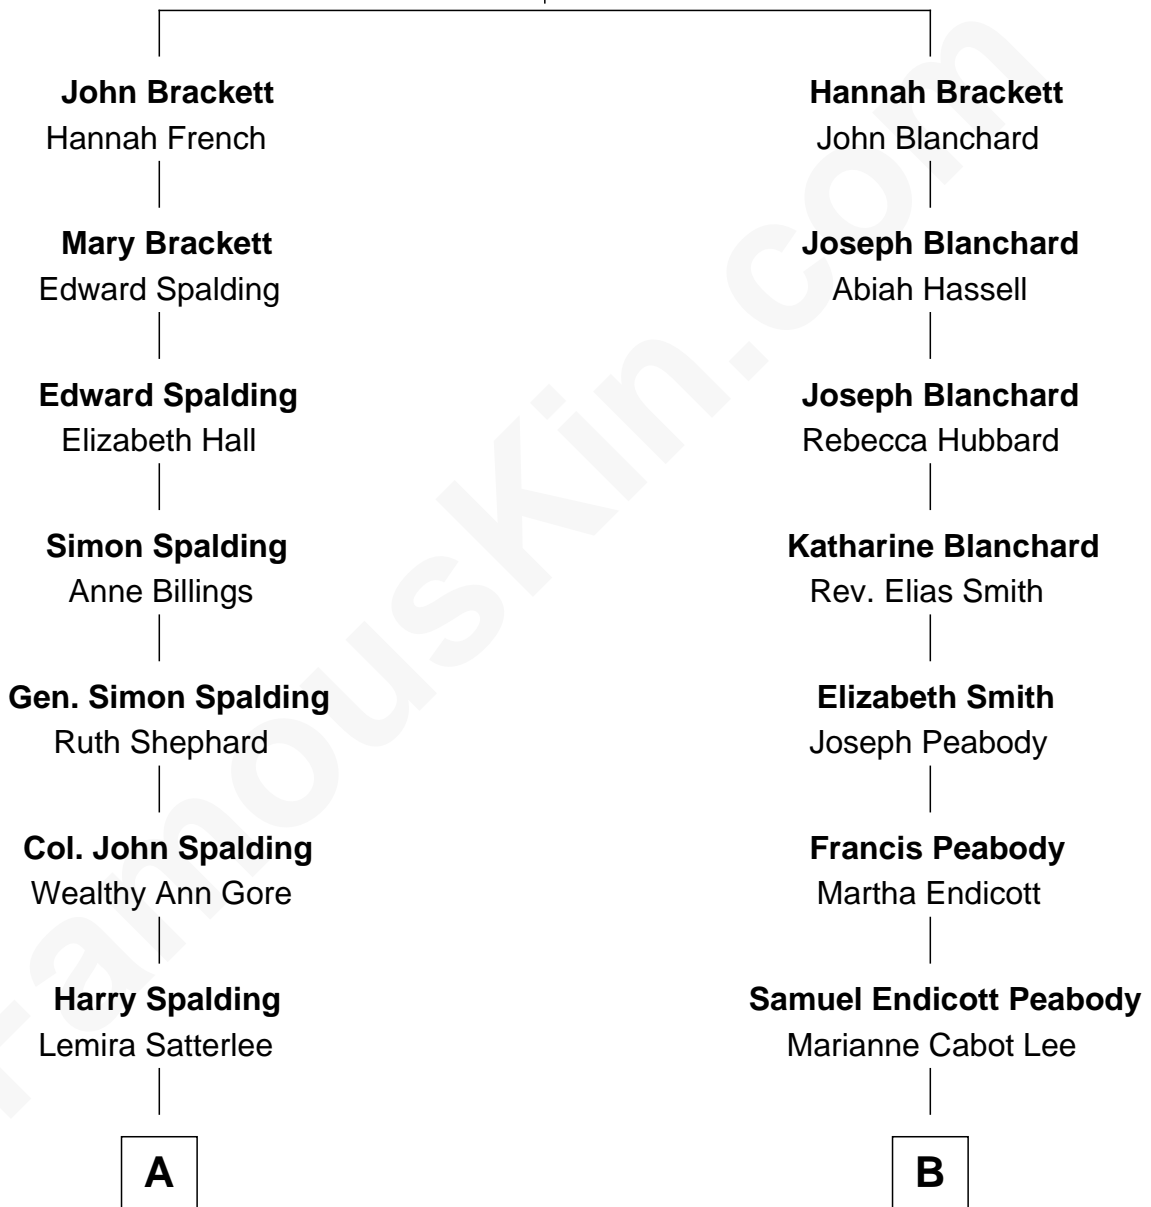 John Brackett
Hannah French
Mary Brackett
Edward Spalding
Edward Spalding
Elizabeth Hall
Simon Spalding
Anne Billings
Gen. Simon Spalding
Ruth Shephard
Col. John Spalding
Wealthy Ann Gore
Harry Spalding
Lemira Satterlee
A
Hannah Brackett
John Blanchard
Joseph Blanchard
Abiah Hassell
Joseph Blanchard
Rebecca Hubbard
Katharine Blanchard
Rev. Elias Smith
Elizabeth Smith
Joseph Peabody
Francis Peabody
Martha Endicott
Samuel Endicott Peabody
Marianne Cabot Lee
B
FamousKin.com